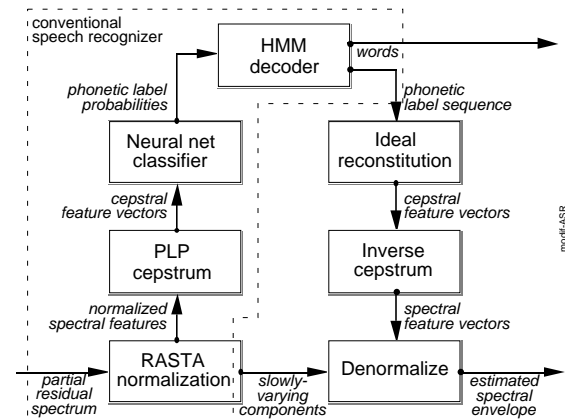 conventional
speech recognizer
HMM
decoder
words
phonetic label
probabilities
phonetic
label sequence
Neural net
classifier
Ideal
reconstitution
cepstral
feature vectors
cepstral
feature vectors
PLP
cepstrum
Inverse
cepstrum
normalized
spectral features
spectral
feature vectors
RASTA
normalization
Denormalize
partial
residual
spectrum
slowly-
varying
components
estimated
spectral
envelope
modif-ASR